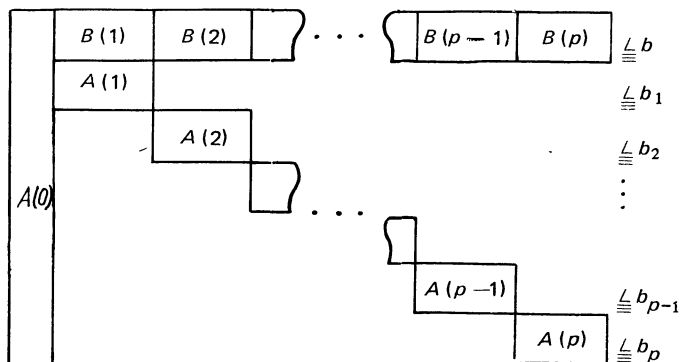 B(1) B(2) · · · B(p − 1) B(p) ≦ b
A(1) ≦ b₁
A(2) ≦ b₂
A(0) · · · ⋮
A(p −1) ≦ bₚ₋₁
A(p) ≦ bₚ